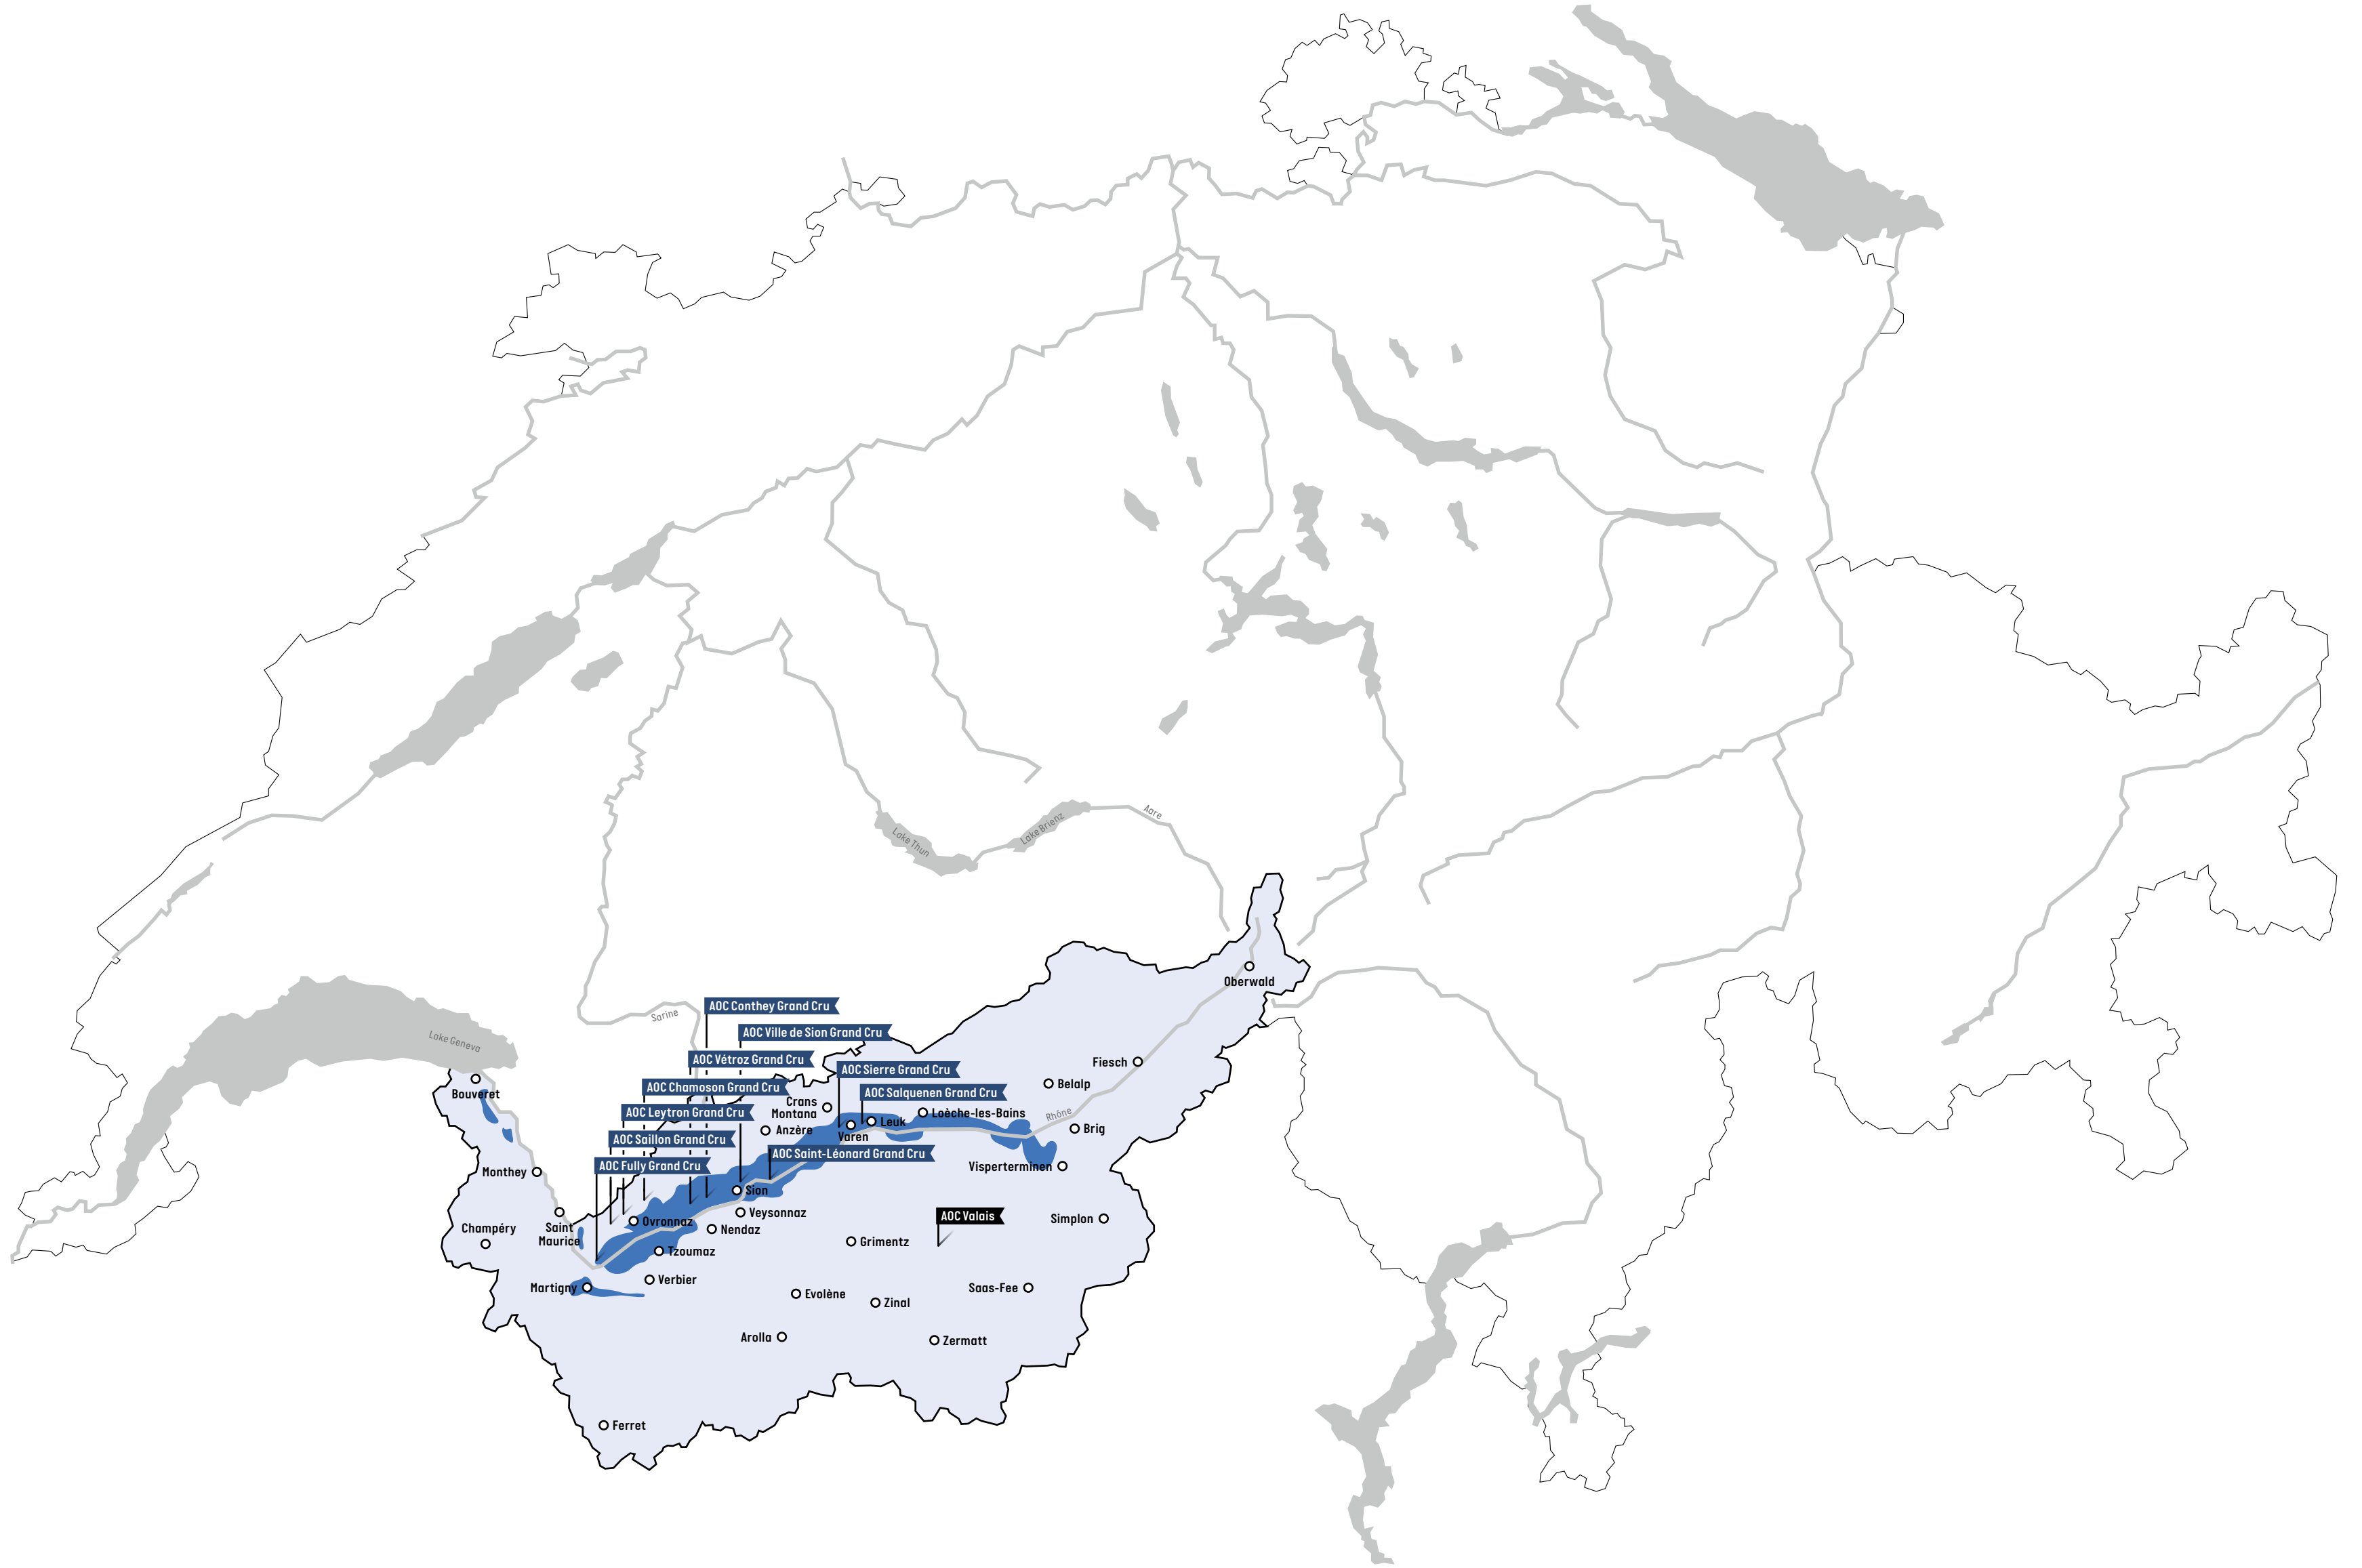 Aare
Lake Brienz
Lake Thun
Oberwald
AOC Conthey Grand Cru
Sarine
AOC Ville de Sion Grand Cru
Lake Geneva
AOC Vétroz Grand Cru
Fiesch
AOC Sierre Grand Cru
Belalp
AOC Chamoson Grand Cru
AOC Salquenen Grand Cru
Bouveret
Crans
Montana
AOC Leytron Grand Cru
Loèche-les-Bains
Rhône
Leuk
Anzère
Varen
Brig
AOC Saillon Grand Cru
AOC Saint-Léonard Grand Cru
AOC Fully Grand Cru
Visperterminen
Monthey
Sion
Veysonnaz
AOC Valais
Simplon
Ovronnaz
Champéry
Saint
Maurice
Nendaz
Grimentz
Tzoumaz
Verbier
Martigny
Saas-Fee
Evolène
Zinal
Arolla
Zermatt
Ferret